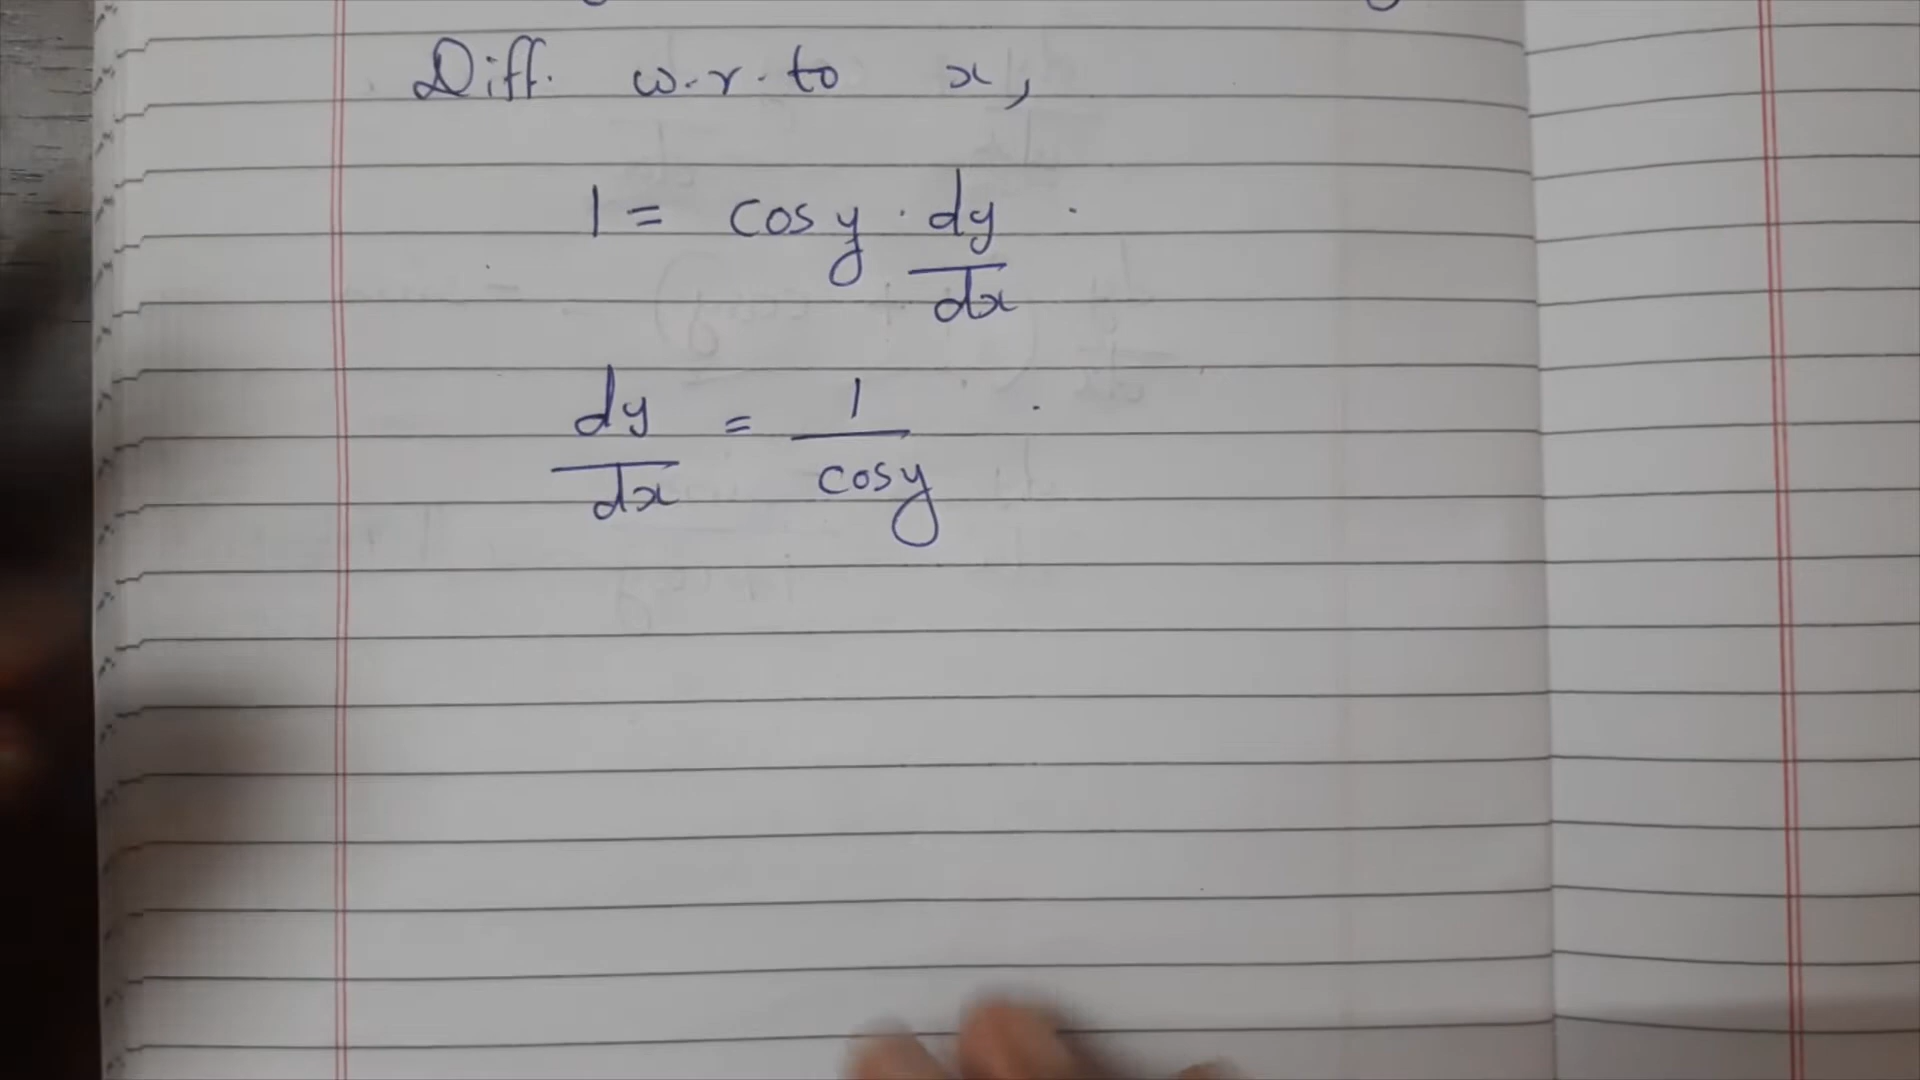 Diff. w.r. to x,
1 = cos y · dy/dx
dy/dx = 1/cos y